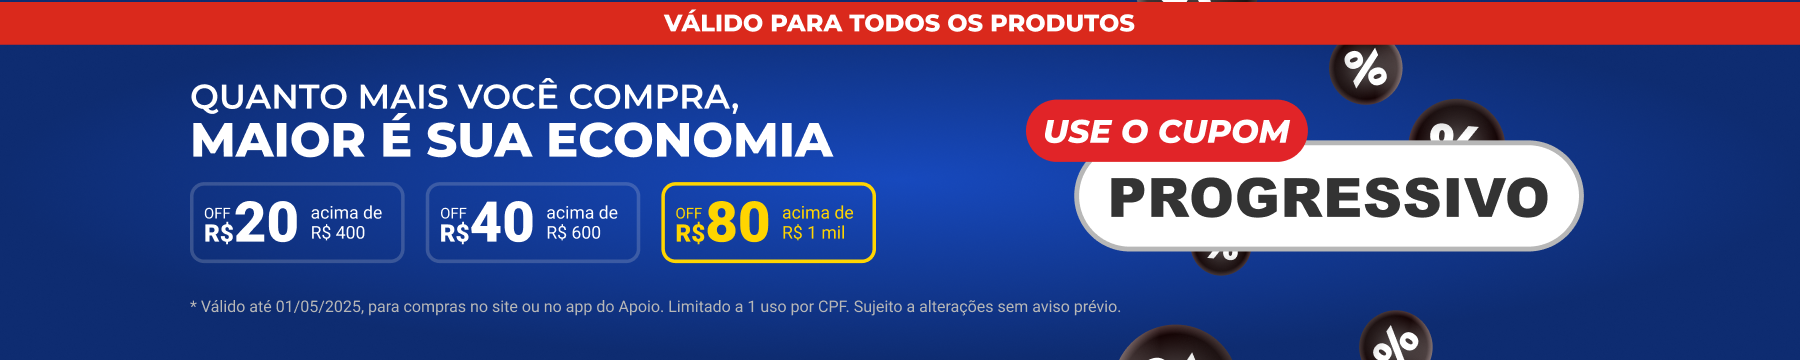 VÁLIDO PARA TODOS OS PRODUTOS
QUANTO MAIS VOCÊ COMPRA,
MAIOR É SUA ECONOMIA
OFF R$20 acima de R$ 400
OFF R$40 acima de R$ 600
OFF R$80 acima de R$ 1 mil
USE O CUPOM
PROGRESSIVO
* Válido até 01/05/2025, para compras no site ou no app do Apoio. Limitado a 1 uso por CPF. Sujeito a alterações sem aviso prévio.
%
%
%
%